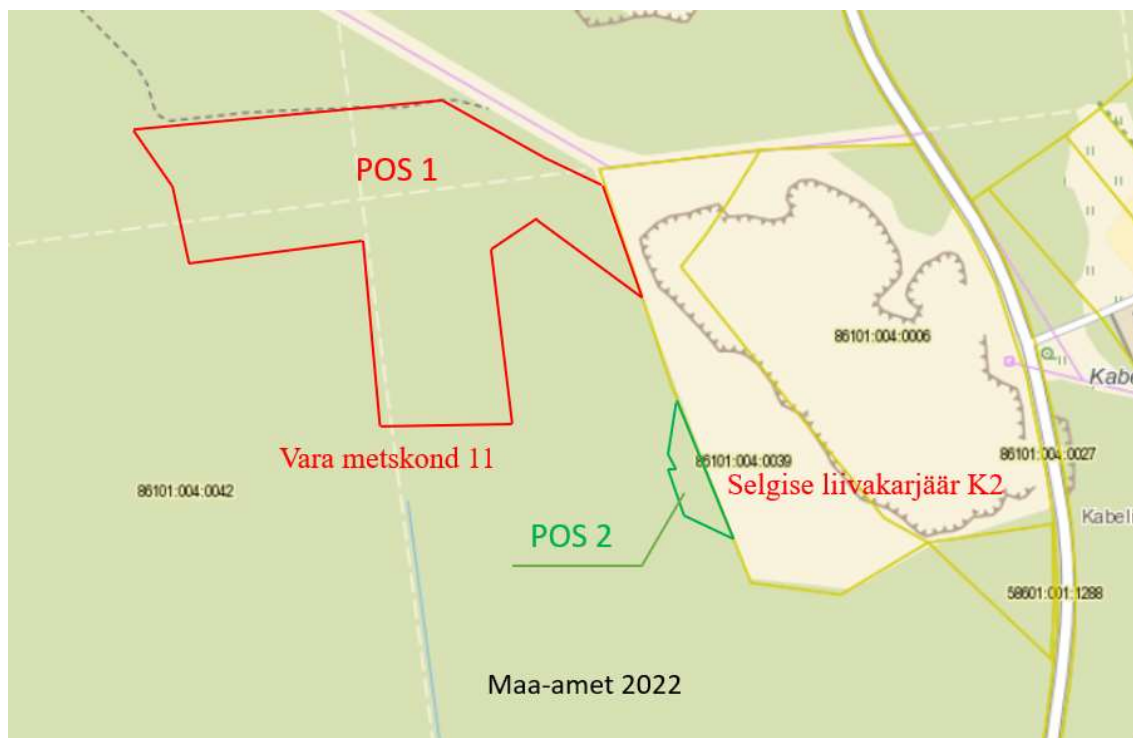 POS 1
86101:004:0006
Kabe
Vara metskond 11
86101:004:0039
86101:004:0027
Selgise liivakarjäär K2
86101:004:0042
Kabeli
POS 2
58601:001:1288
Maa-amet 2022